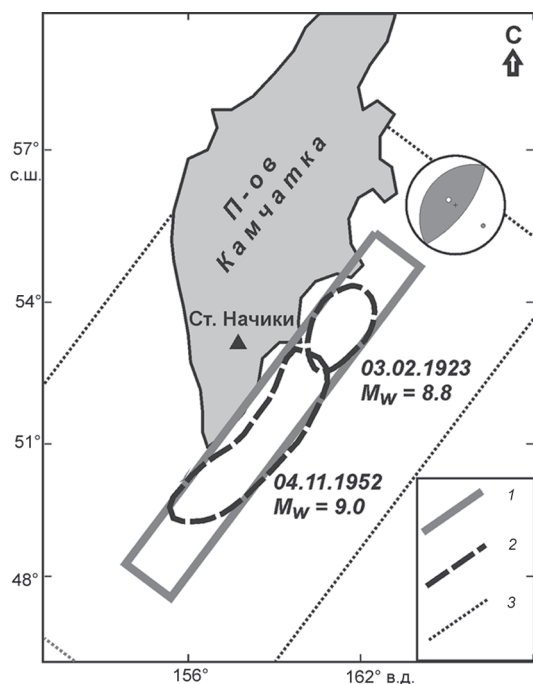 С
57°
с.ш.
П-ов
Камчатка
54°
Ст. Начики
03.02.1923
Mw = 8.8
51°
04.11.1952
Mw = 9.0
1
2
3
48°
156°
162° в.д.